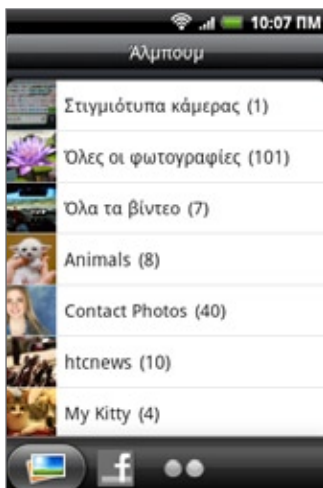 10:07 ΠΜ
Άλμπουμ
Στιγμιότυπα κάμερας (1)
Όλες οι φωτογραφίες (101)
Όλα τα βίντεο (7)
Animals (8)
Contact Photos (40)
htcnews (10)
My Kitty (4)